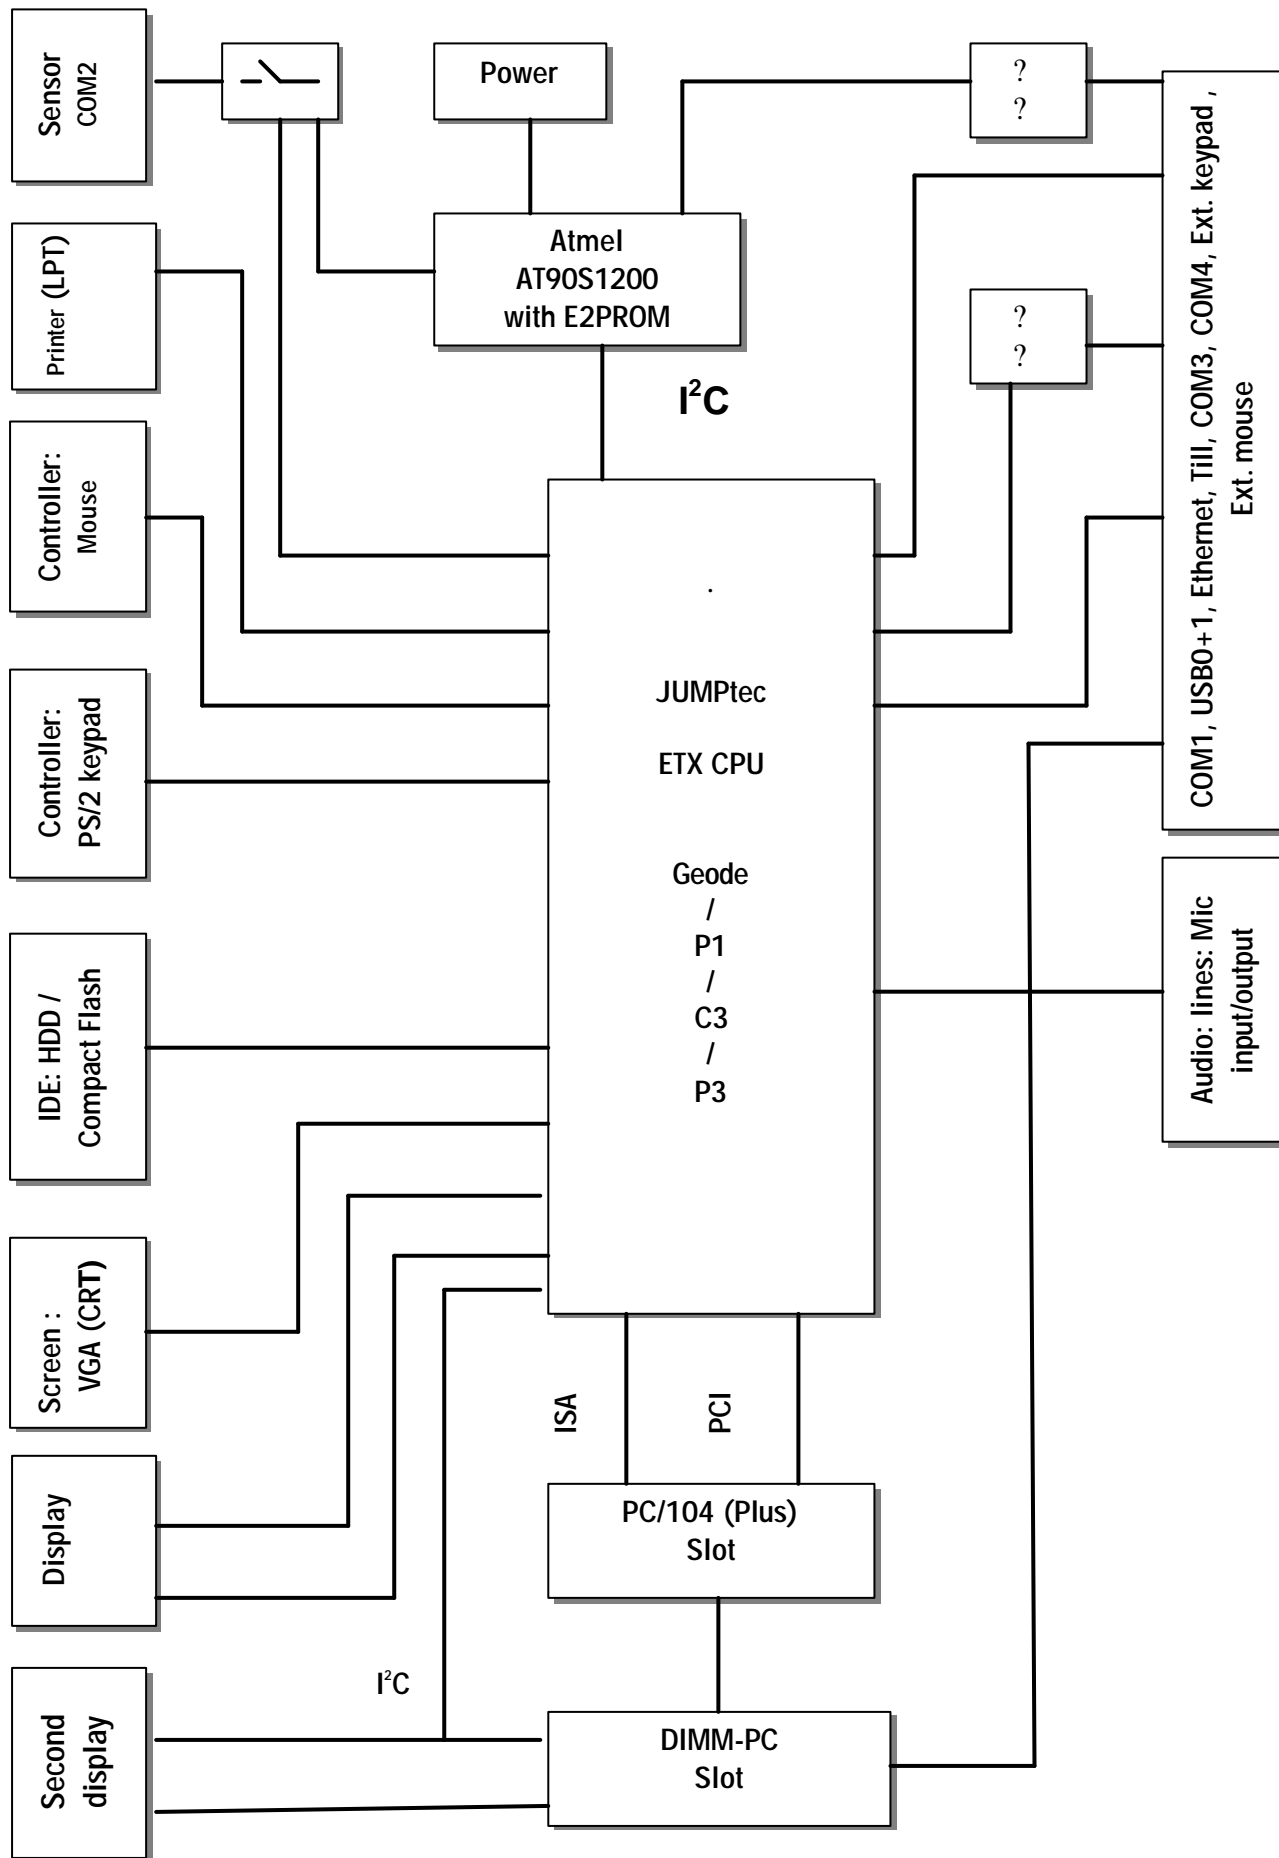 Sensor
COM2
Power
?
?
COM1, USB0+1, Ethernet, Till, COM3, COM4, Ext. keypad ,
Ext. mouse
Printer (LPT)
Atmel
AT90S1200
with E2PROM
?
?
I²C
Controller:
Mouse
.
JUMPtec
ETX CPU
Geode
/
P1
/
C3
/
P3
Controller:
PS/2 keypad
Audio: lines: Mic
input/output
IDE: HDD /
Compact Flash
Screen :
VGA (CRT)
ISA
PCI
Display
PC/104 (Plus)
Slot
I²C
Second
display
DIMM-PC
Slot